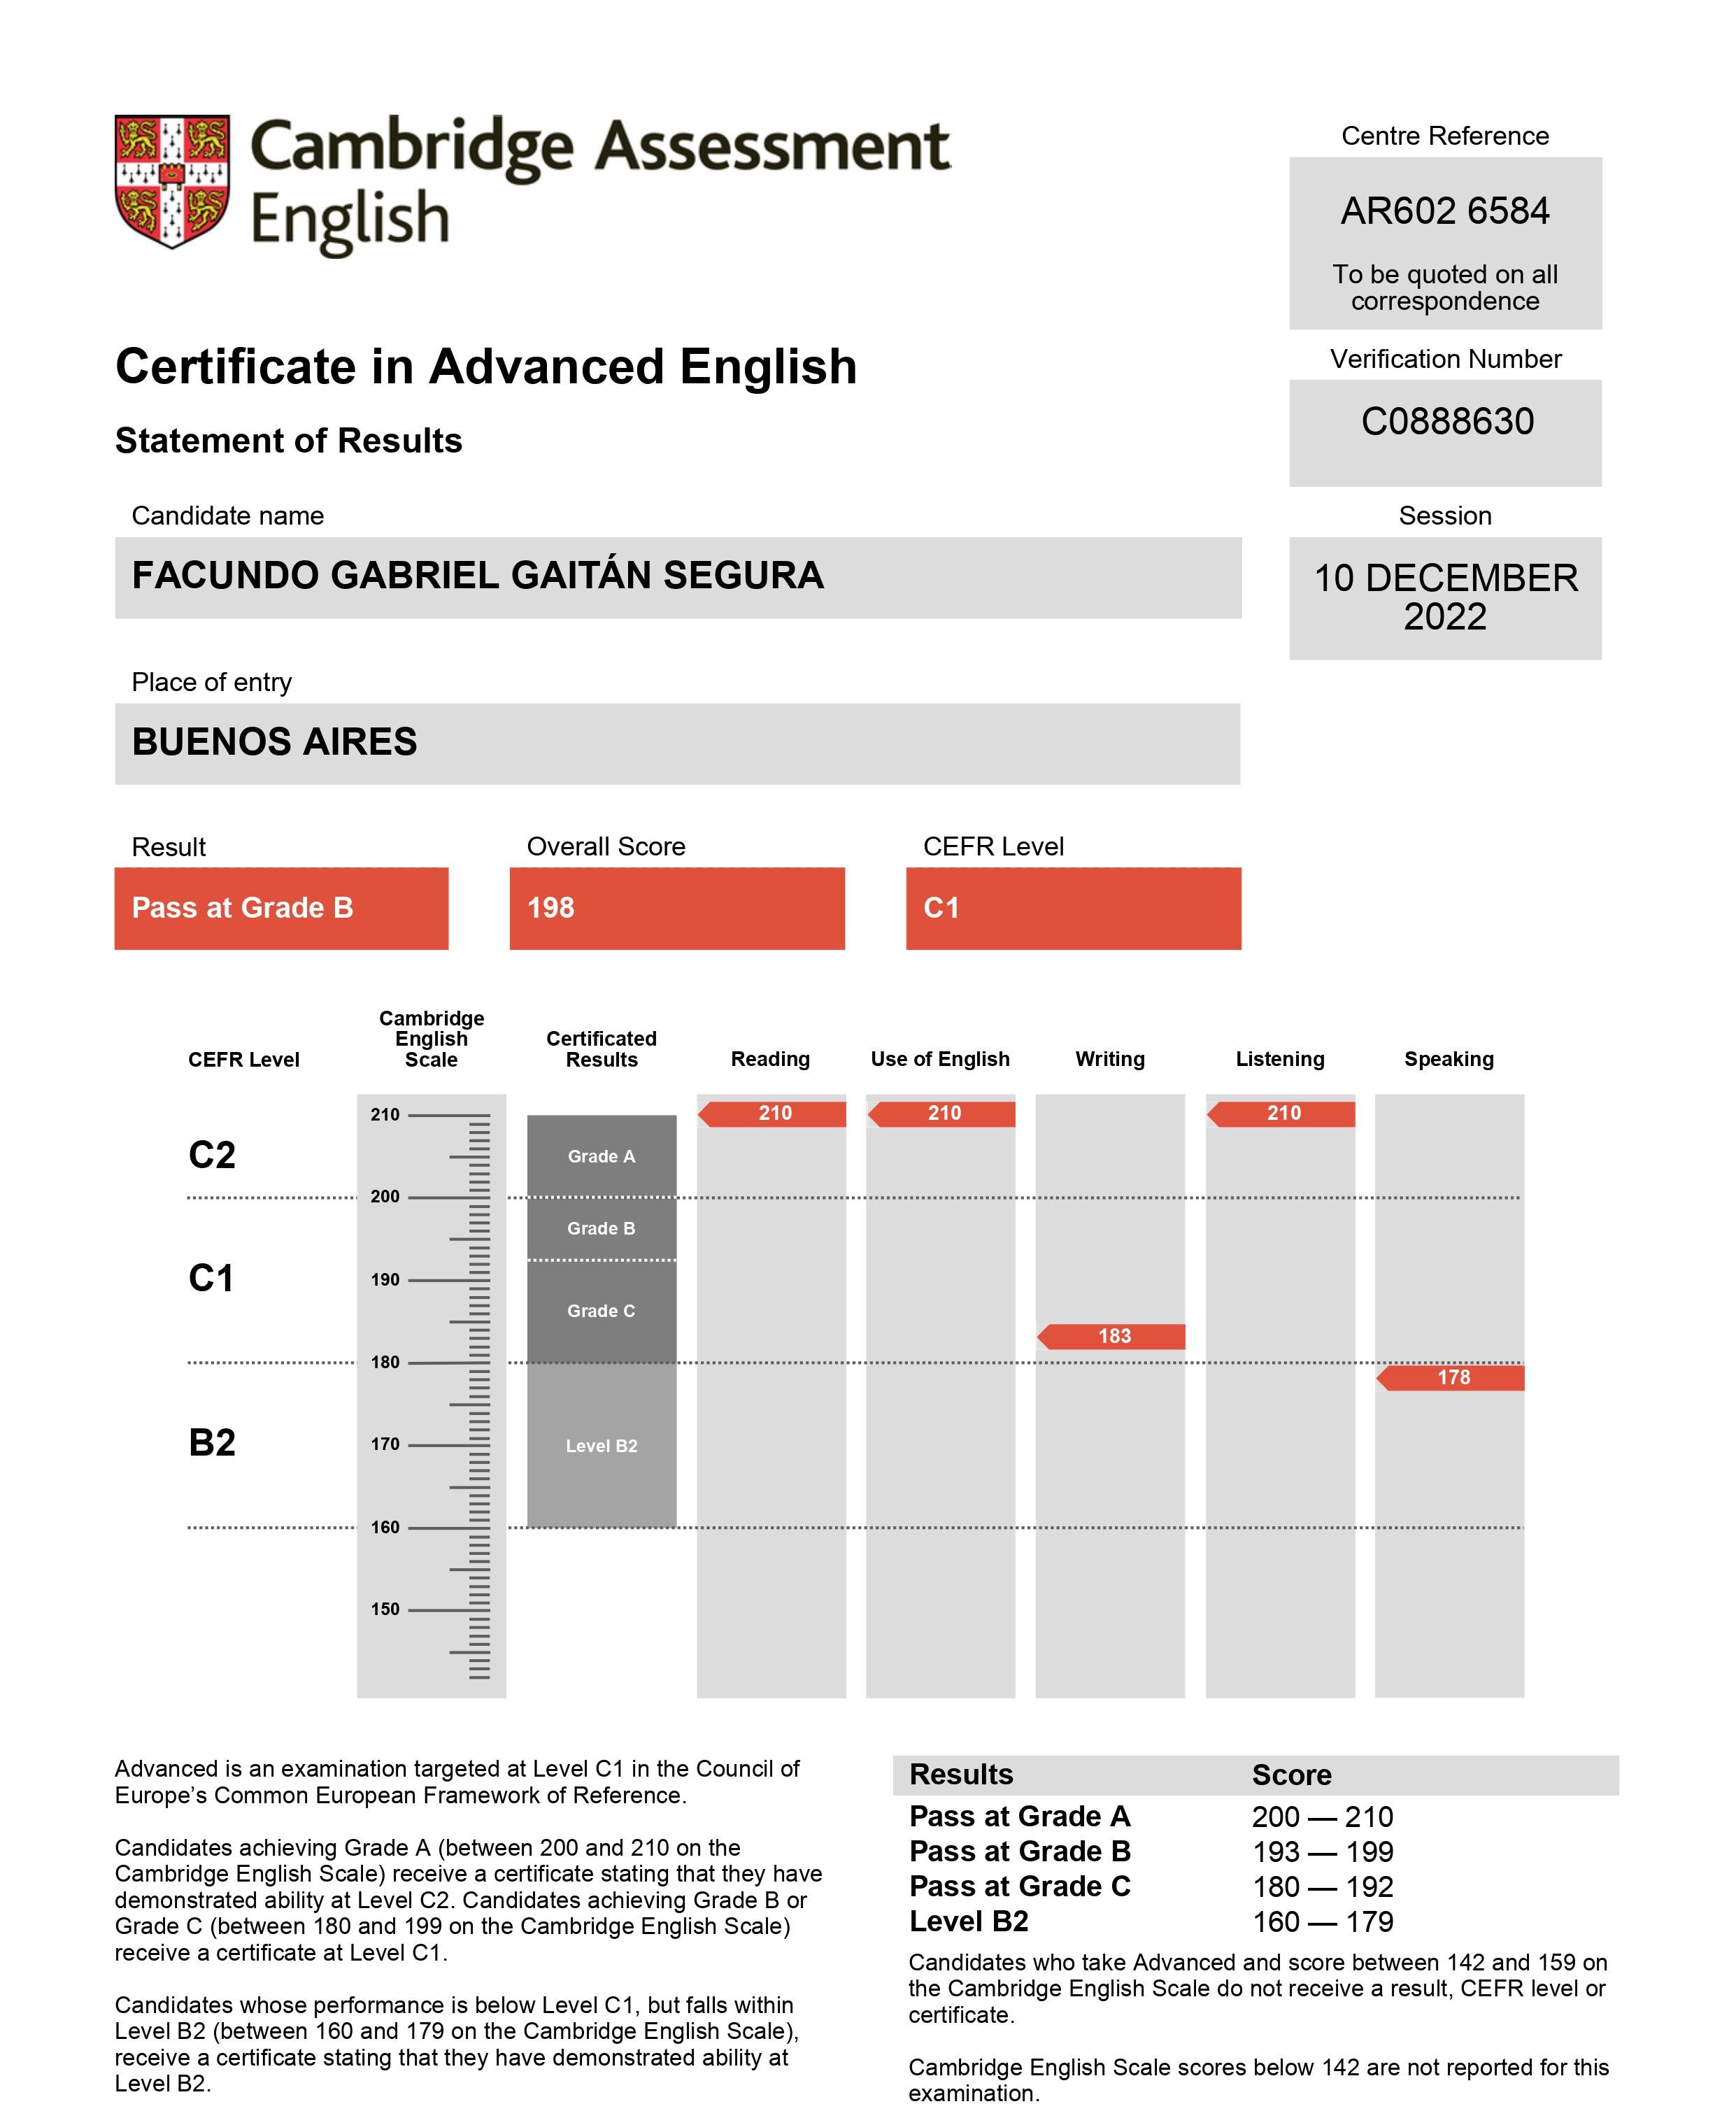 Cambridge Assessment
English
Centre Reference
AR602 6584
To be quoted on all
correspondence
Certificate in Advanced English
Verification Number
C0888630
Statement of Results
Candidate name
FACUNDO GABRIEL GAITÁN SEGURA
Session
10 DECEMBER
2022
Place of entry
BUENOS AIRES
Result
Overall Score
CEFR Level
Pass at Grade B
198
C1
CEFR Level
Cambridge
English
Scale
Certificated
Results
Reading
Use of English
Writing
Listening
Speaking
210
210
210
210
C2
Grade A
200
Grade B
C1
190
Grade C
183
180
178
B2
170
Level B2
160
150
Advanced is an examination targeted at Level C1 in the Council of
Europe’s Common European Framework of Reference.
Candidates achieving Grade A (between 200 and 210 on the
Cambridge English Scale) receive a certificate stating that they have
demonstrated ability at Level C2. Candidates achieving Grade B or
Grade C (between 180 and 199 on the Cambridge English Scale)
receive a certificate at Level C1.
Candidates whose performance is below Level C1, but falls within
Level B2 (between 160 and 179 on the Cambridge English Scale),
receive a certificate stating that they have demonstrated ability at
Level B2.
Results Score
Pass at Grade A 200 — 210
Pass at Grade B 193 — 199
Pass at Grade C 180 — 192
Level B2 160 — 179
Candidates who take Advanced and score between 142 and 159 on
the Cambridge English Scale do not receive a result, CEFR level or
certificate.
Cambridge English Scale scores below 142 are not reported for this
examination.